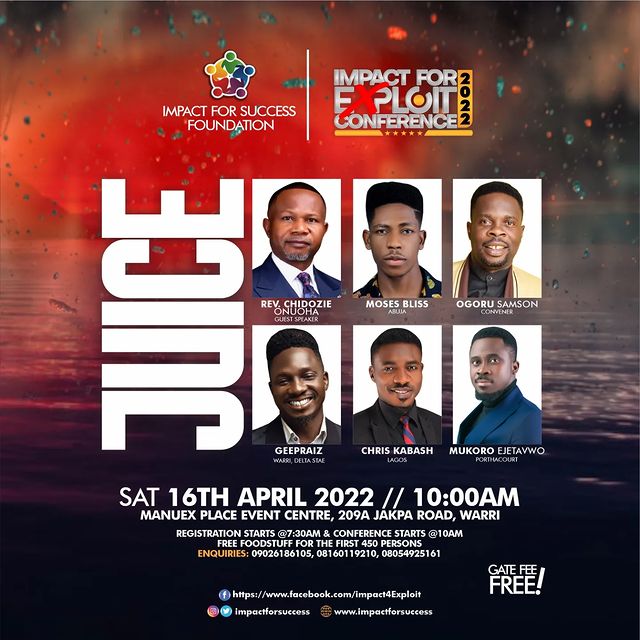 IMPACT FOR SUCCESS
FOUNDATION
IMPACT FOR
EXPLOIT
CONFERENCE
2022
JUICE
REV. CHIDOZIE
ONUOHA
GUEST SPEAKER
MOSES BLISS
ABUJA
OGORU SAMSON
CONVENER
GEEPRAIZ
WARRI, DELTA STAE
CHRIS KABASH
LAGOS
MUKORO EJETAVWO
PORTHACOURT
SAT 16TH APRIL 2022 // 10:00AM
MANUEX PLACE EVENT CENTRE, 209A JAKPA ROAD, WARRI
REGISTRATION STARTS @7:30AM & CONFERENCE STARTS @10AM
FREE FOODSTUFF FOR THE FIRST 450 PERSONS
ENQUIRIES: 09026186105, 08160119210, 08054925161
GATE FEE
FREE!
https://www.facebook.com/impact4Exploit
impactforsuccess www.impactforsuccess